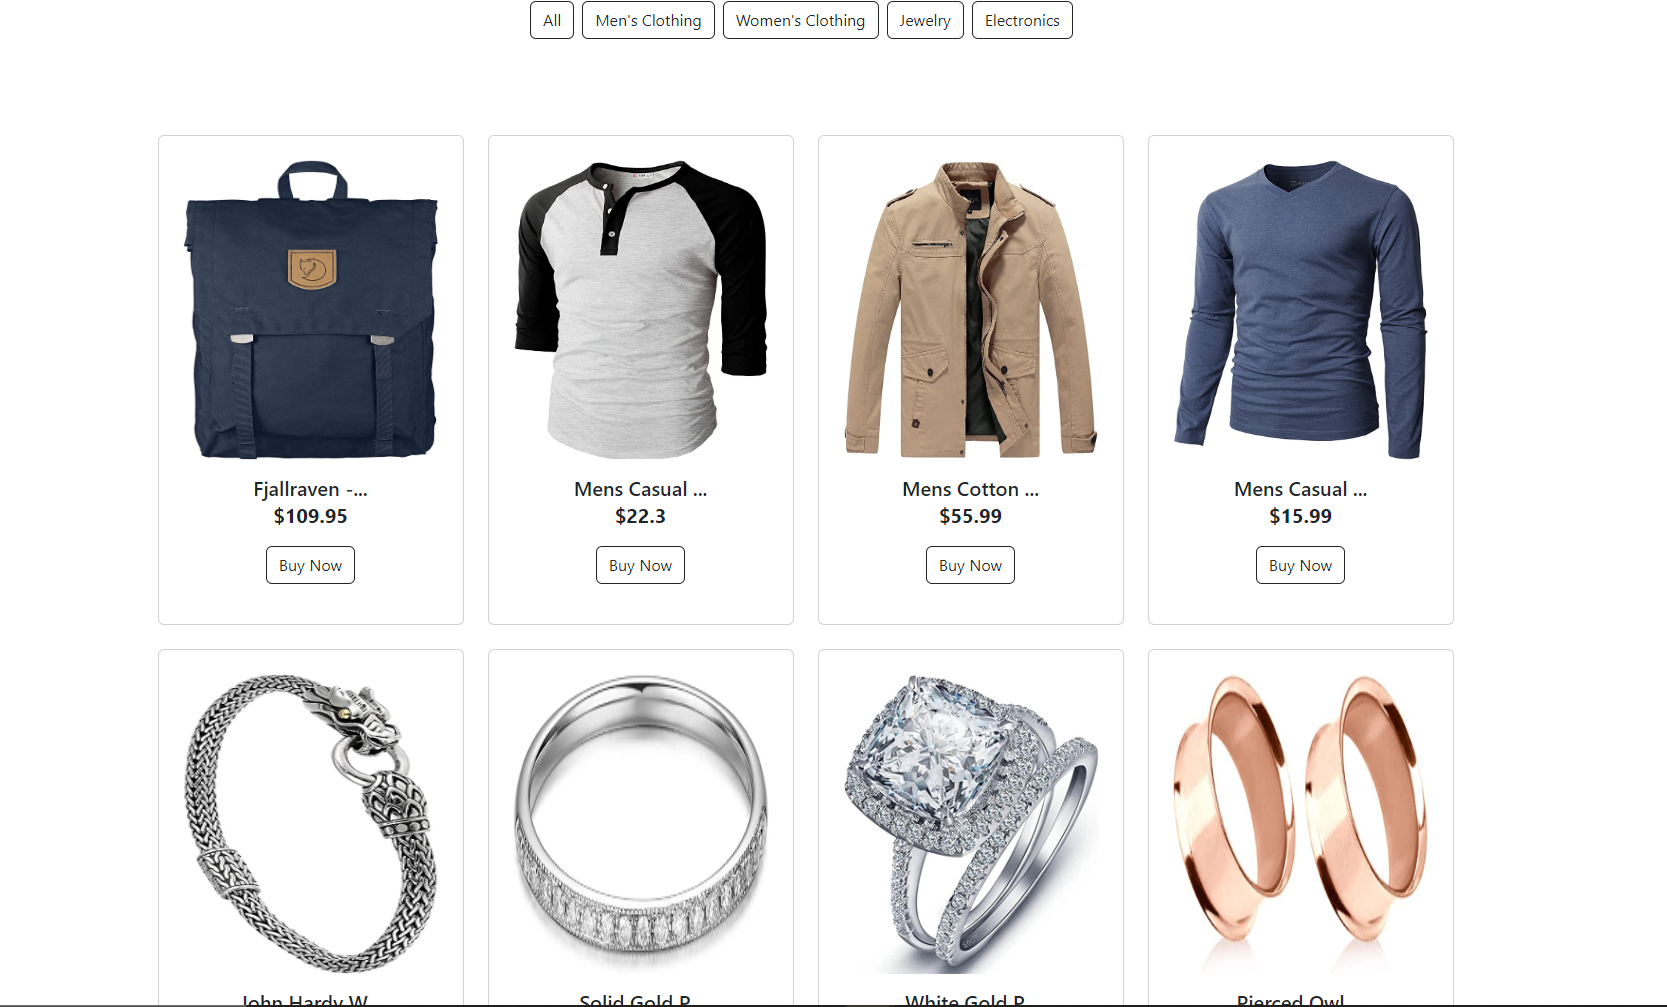 All
Men's Clothing
Women's Clothing
Jewelry
Electronics
Fjallraven -...
$109.95
Buy Now
Mens Casual ...
$22.3
Buy Now
Mens Cotton ...
$55.99
Buy Now
Mens Casual ...
$15.99
Buy Now
John Hardy W
Solid Gold P
White Gold P
Pierced Owl